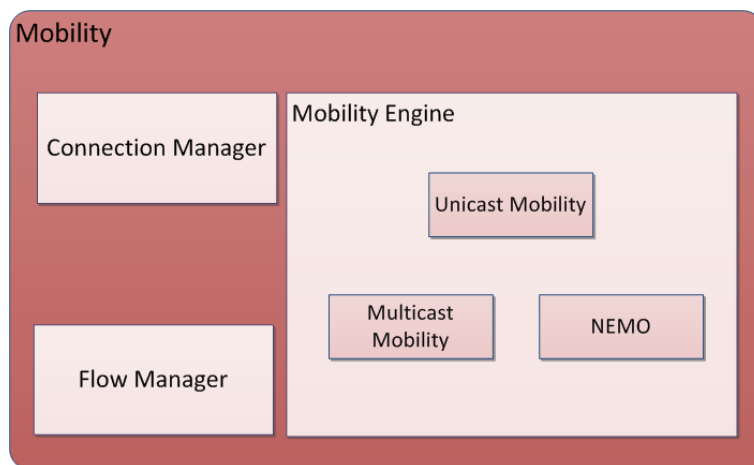 Mobility
Connection Manager
Mobility Engine
Unicast Mobility
Multicast
Mobility
NEMO
Flow Manager